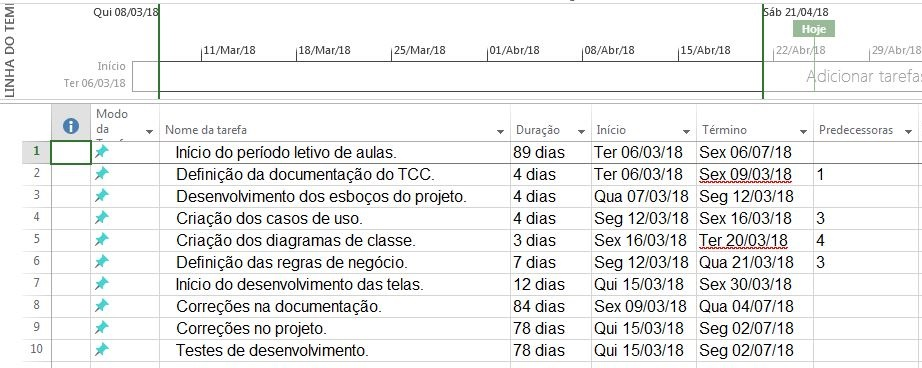 LINHA DO TEM
Qui 08/03/18
Sáb 21/04/18
Hoje
11/Mar/18 18/Mar/18 25/Mar/18 01/Abr/18 08/Abr/18 15/Abr/18 22/Abr/18 29/Abr/18
Início
Ter 06/03/18
Adicionar tarefas
Modo da Nome da tarefa Duração Início Término Predecessoras
1 Início do período letivo de aulas. 89 dias Ter 06/03/18 Sex 06/07/18
2 Definição da documentação do TCC. 4 dias Ter 06/03/18 Sex 09/03/18 1
3 Desenvolvimento dos esboços do projeto. 4 dias Qua 07/03/18 Seg 12/03/18
4 Criação dos casos de uso. 4 dias Seg 12/03/18 Sex 16/03/18 3
5 Criação dos diagramas de classe. 3 dias Sex 16/03/18 Ter 20/03/18 4
6 Definição das regras de negócio. 7 dias Seg 12/03/18 Qua 21/03/18 3
7 Início do desenvolvimento das telas. 12 dias Qui 15/03/18 Sex 30/03/18
8 Correções na documentação. 84 dias Sex 09/03/18 Qua 04/07/18
9 Correções no projeto. 78 dias Qui 15/03/18 Seg 02/07/18
10 Testes de desenvolvimento. 78 dias Qui 15/03/18 Seg 02/07/18